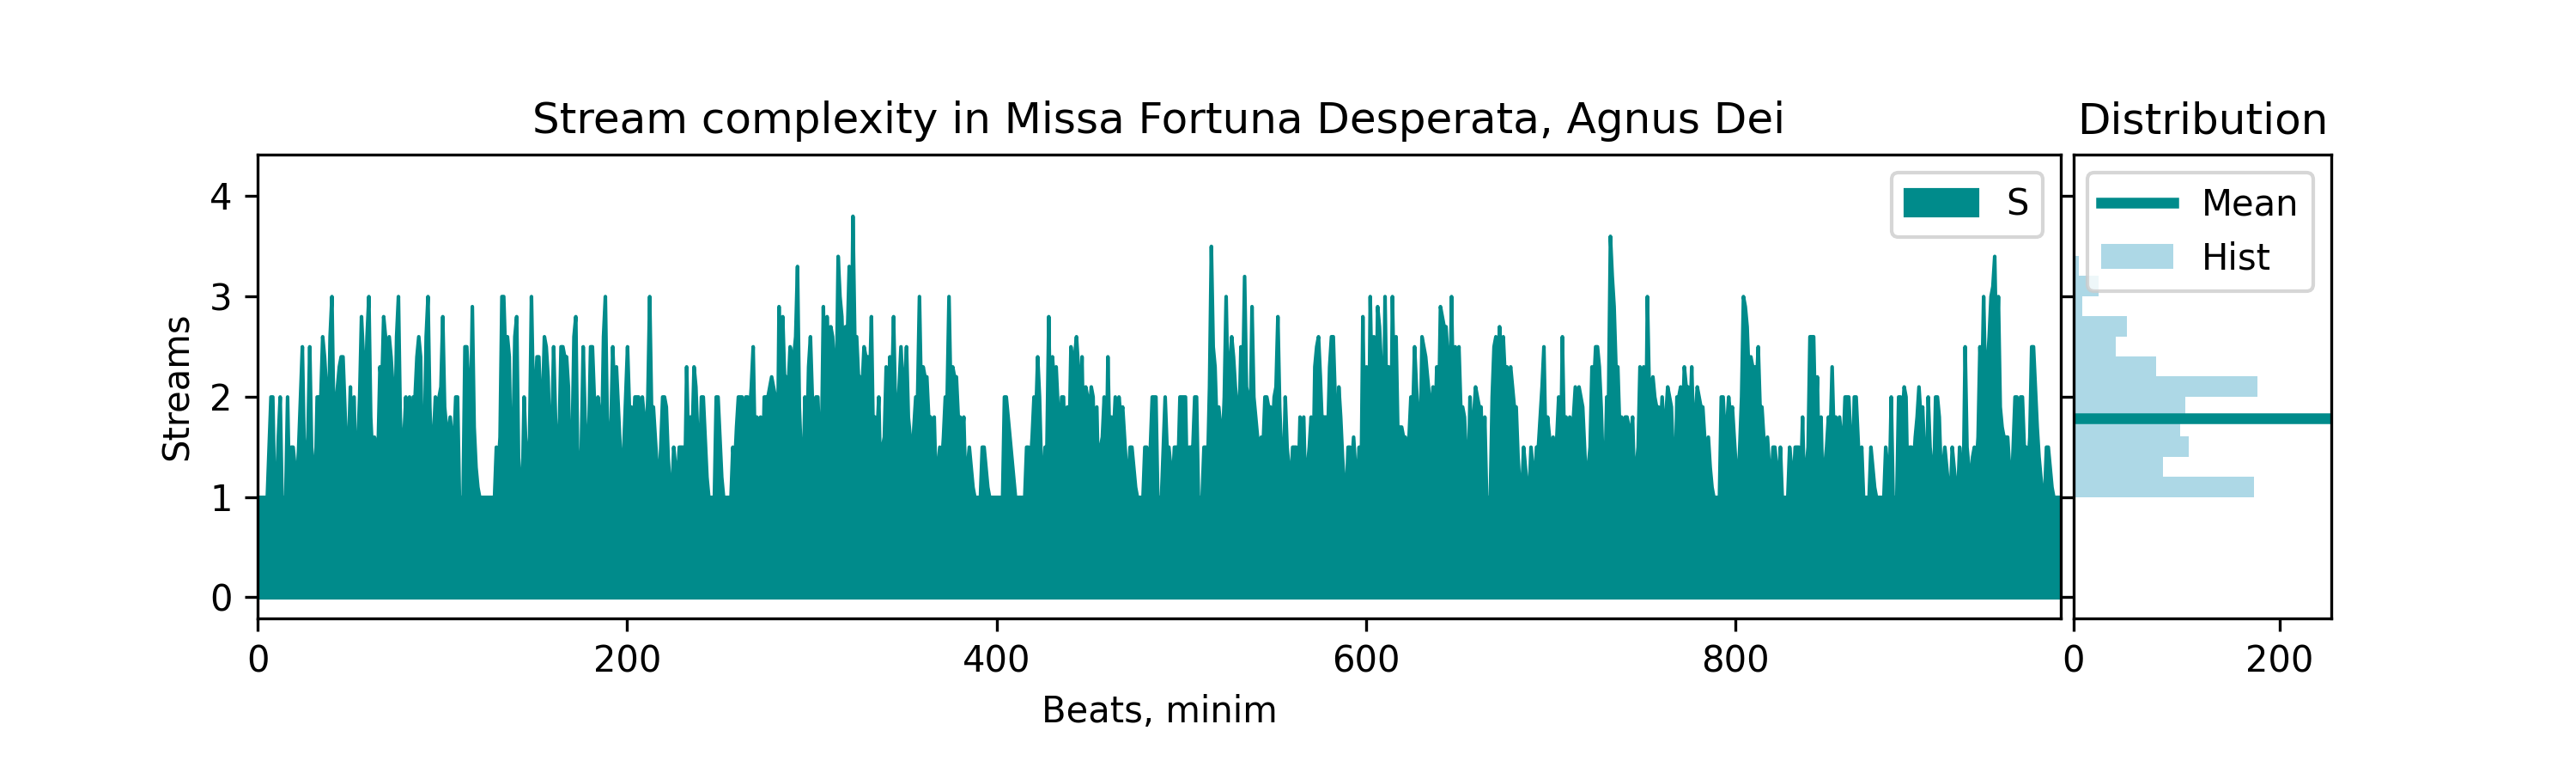 Stream complexity in Missa Fortuna Desperata, Agnus Dei
Distribution
S
Mean
Hist
Streams
4
3
2
1
0
0 200 400 600 800
0 200
Beats, minim